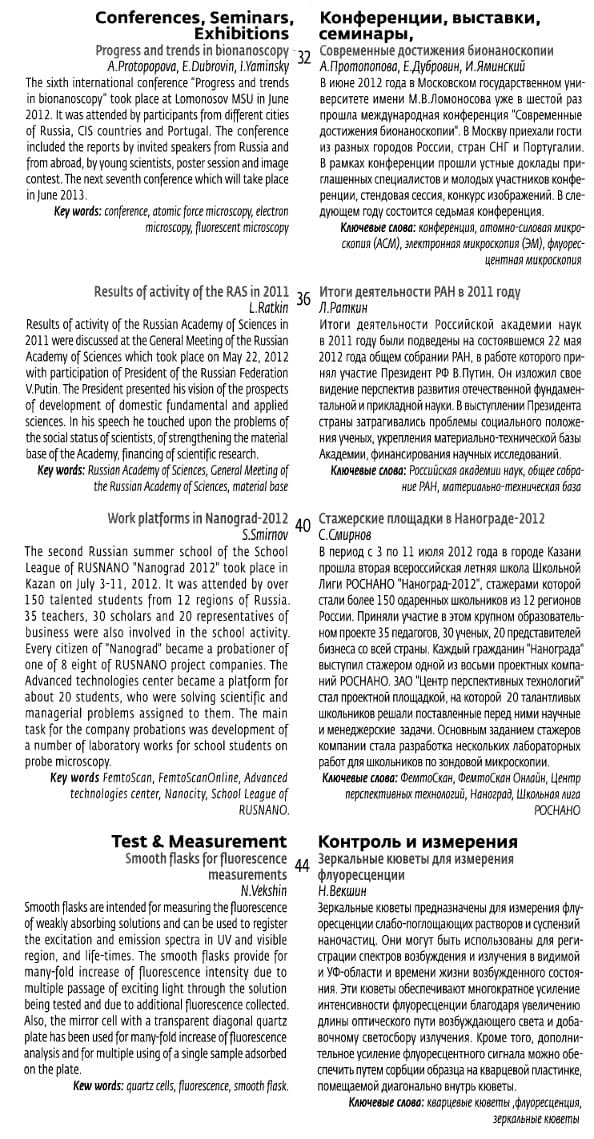 Conferences, Seminars,
Exhibitions
Progress and trends in bionanoscopy
A.Protopopova, E.Dubrovin, I.Yaminsky
The sixth international conference “Progress and trends
in bionanoscopy” took place at Lomonosov MSU in June
2012. It was attended by participants from different cities
of Russia, CIS countries and Portugal. The conference
included the reports by invited speakers from Russia and
from abroad, by young scientists, poster session and image
contest. The next seventh conference which will take place
in June 2013.
Key words: conference, atomic force microscopy, electron
microscopy, fluorescent microscopy
32
Конференции, выставки,
семинары,
Современные достижения бионаноскопии
А.Протопопова, Е.Дубровин, И.Яминский
В июне 2012 года в Московском государственном уни-
верситете имени М.В.Ломоносова уже в шестой раз
прошла международная конференция "Современные
достижения бионаноскопии". В Москву приехали гости
из разных городов России, стран СНГ и Португалии.
В рамках конференции прошли устные доклады при-
глашенных специалистов и молодых участников конфе-
ренции, стендовая сессия, конкурс изображений. В сле-
дующем году состоится седьмая конференция.
Ключевые слова: конференция, атомно-силовая микро-
скопия (АСМ), электронная микроскопия (ЭМ), флуорес-
центная микроскопия
Results of activity of the RAS in 2011
L.Ratkin
Results of activity of the Russian Academy of Sciences in
2011 were discussed at the General Meeting of the Russian
Academy of Sciences which took place on May 22, 2012
with participation of President of the Russian Federation
V.Putin. The President presented his vision of the prospects
of development of domestic fundamental and applied
sciences. In his speech he touched upon the problems of
the social status of scientists, of strengthening the material
base of the Academy, financing of scientific research.
Key words: Russian Academy of Sciences, General Meeting of
the Russian Academy of Sciences, material base
36
Итоги деятельности РАН в 2011 году
Л.Раткин
Итоги деятельности Российской академии наук
в 2011 году были подведены на состоявшемся 22 мая
2012 года общем собрании РАН, в работе которого при-
нял участие Президент РФ В.Путин. Он изложил свое
видение перспектив развития отечественной фундамен-
тальной и прикладной науки. В выступлении Президента
страны затрагивались проблемы социального положе-
ния ученых, укрепления материально-технической базы
Академии, финансирования научных исследований.
Ключевые слова: Российская академии наук, общее собра-
ние РАН, материально-техническая база
Work platforms in Nanograd-2012
S.Smirnov
The second Russian summer school of the School
League of RUSNANO "Nanograd 2012" took place in
Kazan on July 3-11, 2012. It was attended by over
150 talented students from 12 regions of Russia.
35 teachers, 30 scholars and 20 representatives of
business were also involved in the school activity.
Every citizen of "Nanograd" became a probationer of
one of 8 eight of RUSNANO project companies. The
Advanced technologies center became a platform for
about 20 students, who were solving scientific and
managerial problems assigned to them. The main
task for the company probations was development of
a number of laboratory works for school students on
probe microscopy.
Key words FemtoScan, FemtoScanOnline, Advanced
technologies center, Nanocity, School League of
RUSNANO.
40
Стажерские площадки в Нанограде-2012
С.Смирнов
В период с 3 по 11 июля 2012 года в городе Казани
прошла вторая всероссийская летняя школа Школьной
Лиги РОСНАНО "Наноград-2012", стажерами которой
стали более 150 одаренных школьников из 12 регионов
России. Приняли участие в этом крупном образователь-
ном проекте 35 педагогов, 30 ученых, 20 представителей
бизнеса со всей страны. Каждый гражданин "Нанограда"
выступил стажером одной из восьми проектных компа-
ний РОСНАНО. ЗАО "Центр перспективных технологий"
стал проектной площадкой, на которой 20 талантливых
школьников решали поставленные перед ними научные
и менеджерские задачи. Основным заданием стажеров
компании стала разработка нескольких лабораторных
работ для школьников по зондовой микроскопии.
Ключевые слова: ФемтоСкан, ФемтоСкан Онлайн, Центр
перспективных технологий, Наноград, Школьная лига
РОСНАНО
Test & Measurement
Smooth flasks for fluorescence
measurements
N.Vekshin
Smooth flasks are intended for measuring the fluorescence
of weakly absorbing solutions and can be used to register
the excitation and emission spectra in UV and visible
region, and life-times. The smooth flasks provide for
many-fold increase of fluorescence intensity due to
multiple passage of exciting light through the solution
being tested and due to additional fluorescence collected.
Also, the mirror cell with a transparent diagonal quartz
plate has been used for many-fold increase of fluorescence
analysis and for multiple using of a single sample adsorbed
on the plate.
Kew words: quartz cells, fluorescence, smooth flask.
44
Контроль и измерения
Зеркальные кюветы для измерения
флуоресценции
Н.Векшин
Зеркальные кюветы предназначены для измерения флу-
оресценции слабо-поглощающих растворов и суспензий
наночастиц. Они могут быть использованы для реги-
страции спектров возбуждения и излучения в видимой
и УФ-области и времени жизни возбужденного состоя-
ния. Эти кюветы обеспечивают многократное усиление
интенсивности флуоресценции благодаря увеличению
длины оптического пути возбуждающего света и доба-
вочному светосбору излучения. Кроме того, дополни-
тельное усиление флуоресцентного сигнала можно обе-
спечить путем сорбции образца на кварцевой пластинке,
помещаемой диагонально внутрь кюветы.
Ключевые слова: кварцевые кюветы ,флуоресценция,
зеркальные кюветы